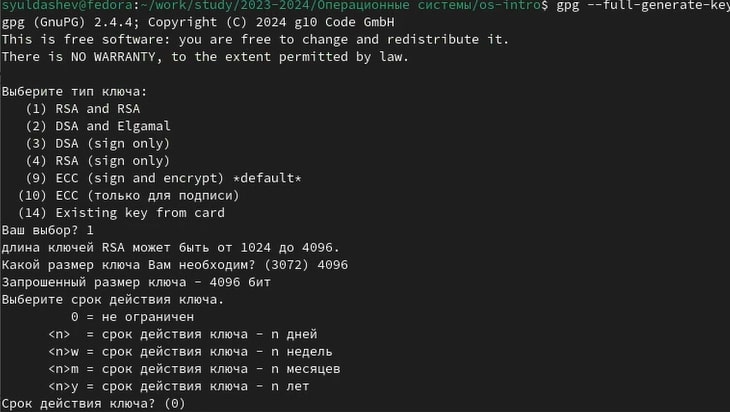 syuldashev@fedora:~/work/study/2023-2024/Операционные системы/os-intro$ gpg --full-generate-key
gpg (GnuPG) 2.4.4; Copyright (C) 2024 g10 Code GmbH
This is free software: you are free to change and redistribute it.
There is NO WARRANTY, to the extent permitted by law.
Выберите тип ключа:
(1) RSA and RSA
(2) DSA and Elgamal
(3) DSA (sign only)
(4) RSA (sign only)
(9) ECC (sign and encrypt) *default*
(10) ECC (только для подписи)
(14) Existing key from card
Ваш выбор? 1
длина ключей RSA может быть от 1024 до 4096.
Какой размер ключа Вам необходим? (3072) 4096
Запрошенный размер ключа - 4096 бит
Выберите срок действия ключа.
0 = не ограничен
<n> = срок действия ключа - n дней
<n>w = срок действия ключа - n недель
<n>m = срок действия ключа - n месяцев
<n>y = срок действия ключа - n лет
Срок действия ключа? (0)